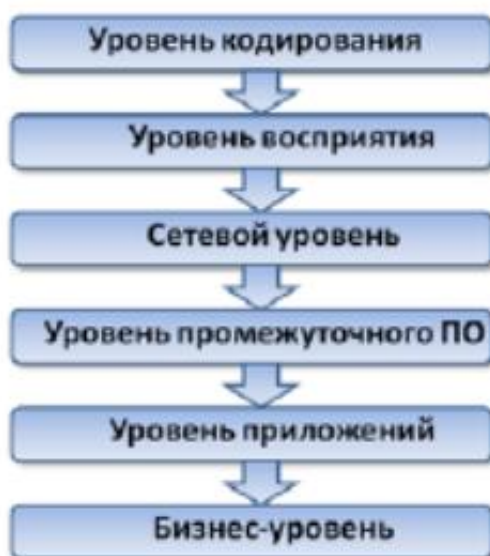 Уровень кодирования
Уровень восприятия
Сетевой уровень
Уровень промежуточного ПО
Уровень приложений
Бизнес-уровень